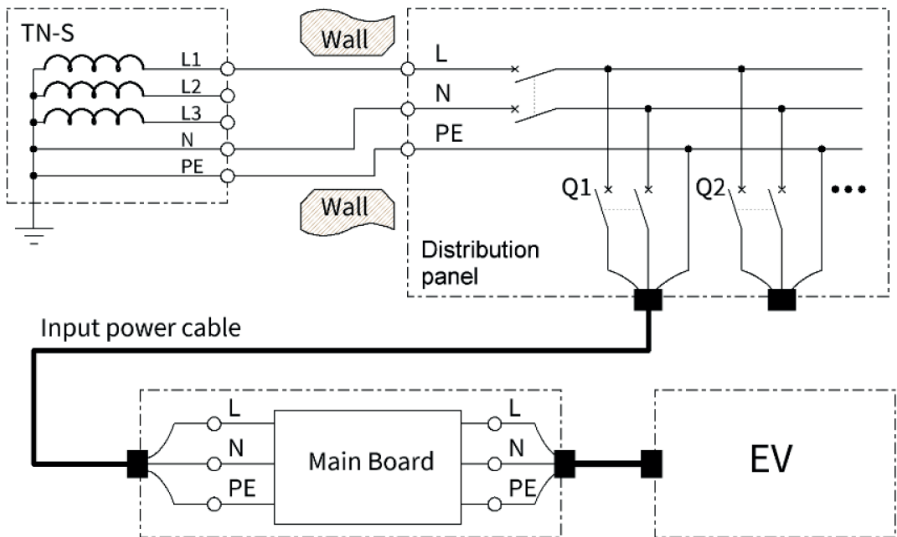 TN-S
L1
L2
L3
N
PE
Wall
Wall
L
N
PE
Q1
Q2
Distribution
panel
Input power cable
L
N
PE
Main Board
L
N
PE
EV